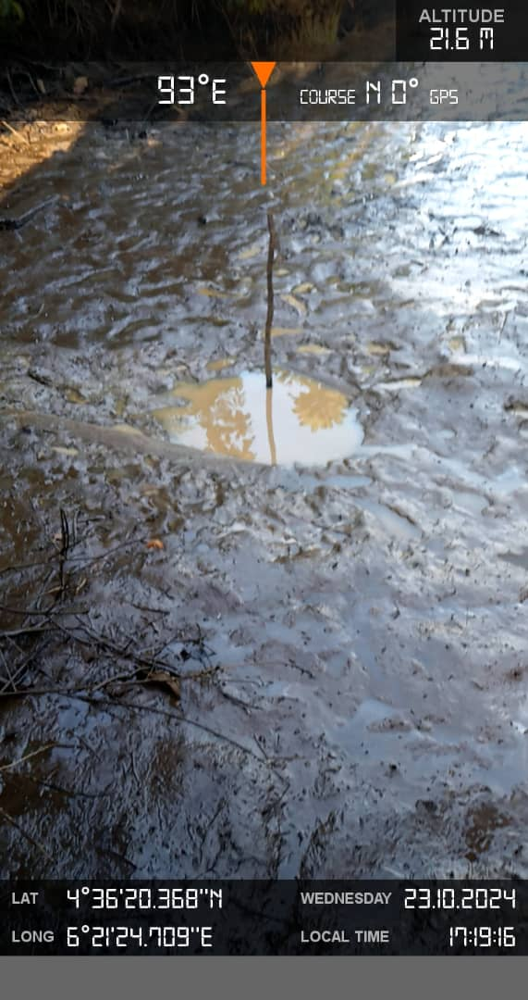 ALTITUDE
21.6 M
93°E
COURSE N 0° GPS
LAT 4°36'20.368"N
WEDNESDAY 23.10.2024
LONG 6°21'24.709"E
LOCAL TIME 17:19:16